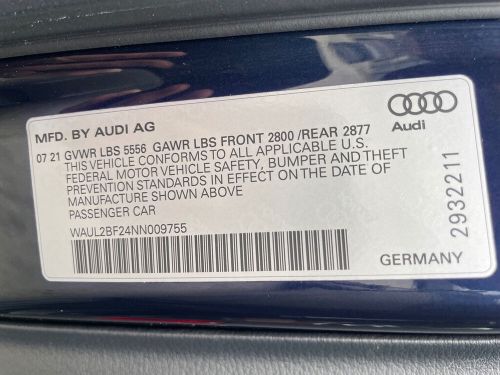 MFD. BY AUDI AG
07 21 GVWR LBS 5556 GAWR LBS FRONT 2800 /REAR 2877
THIS VEHICLE CONFORMS TO ALL APPLICABLE U.S.
FEDERAL MOTOR VEHICLE SAFETY, BUMPER AND THEFT
PREVENTION STANDARDS IN EFFECT ON THE DATE OF
MANUFACTURE SHOWN ABOVE
PASSENGER CAR
WAUL2BF24NN009755
Audi
2932211
GERMANY